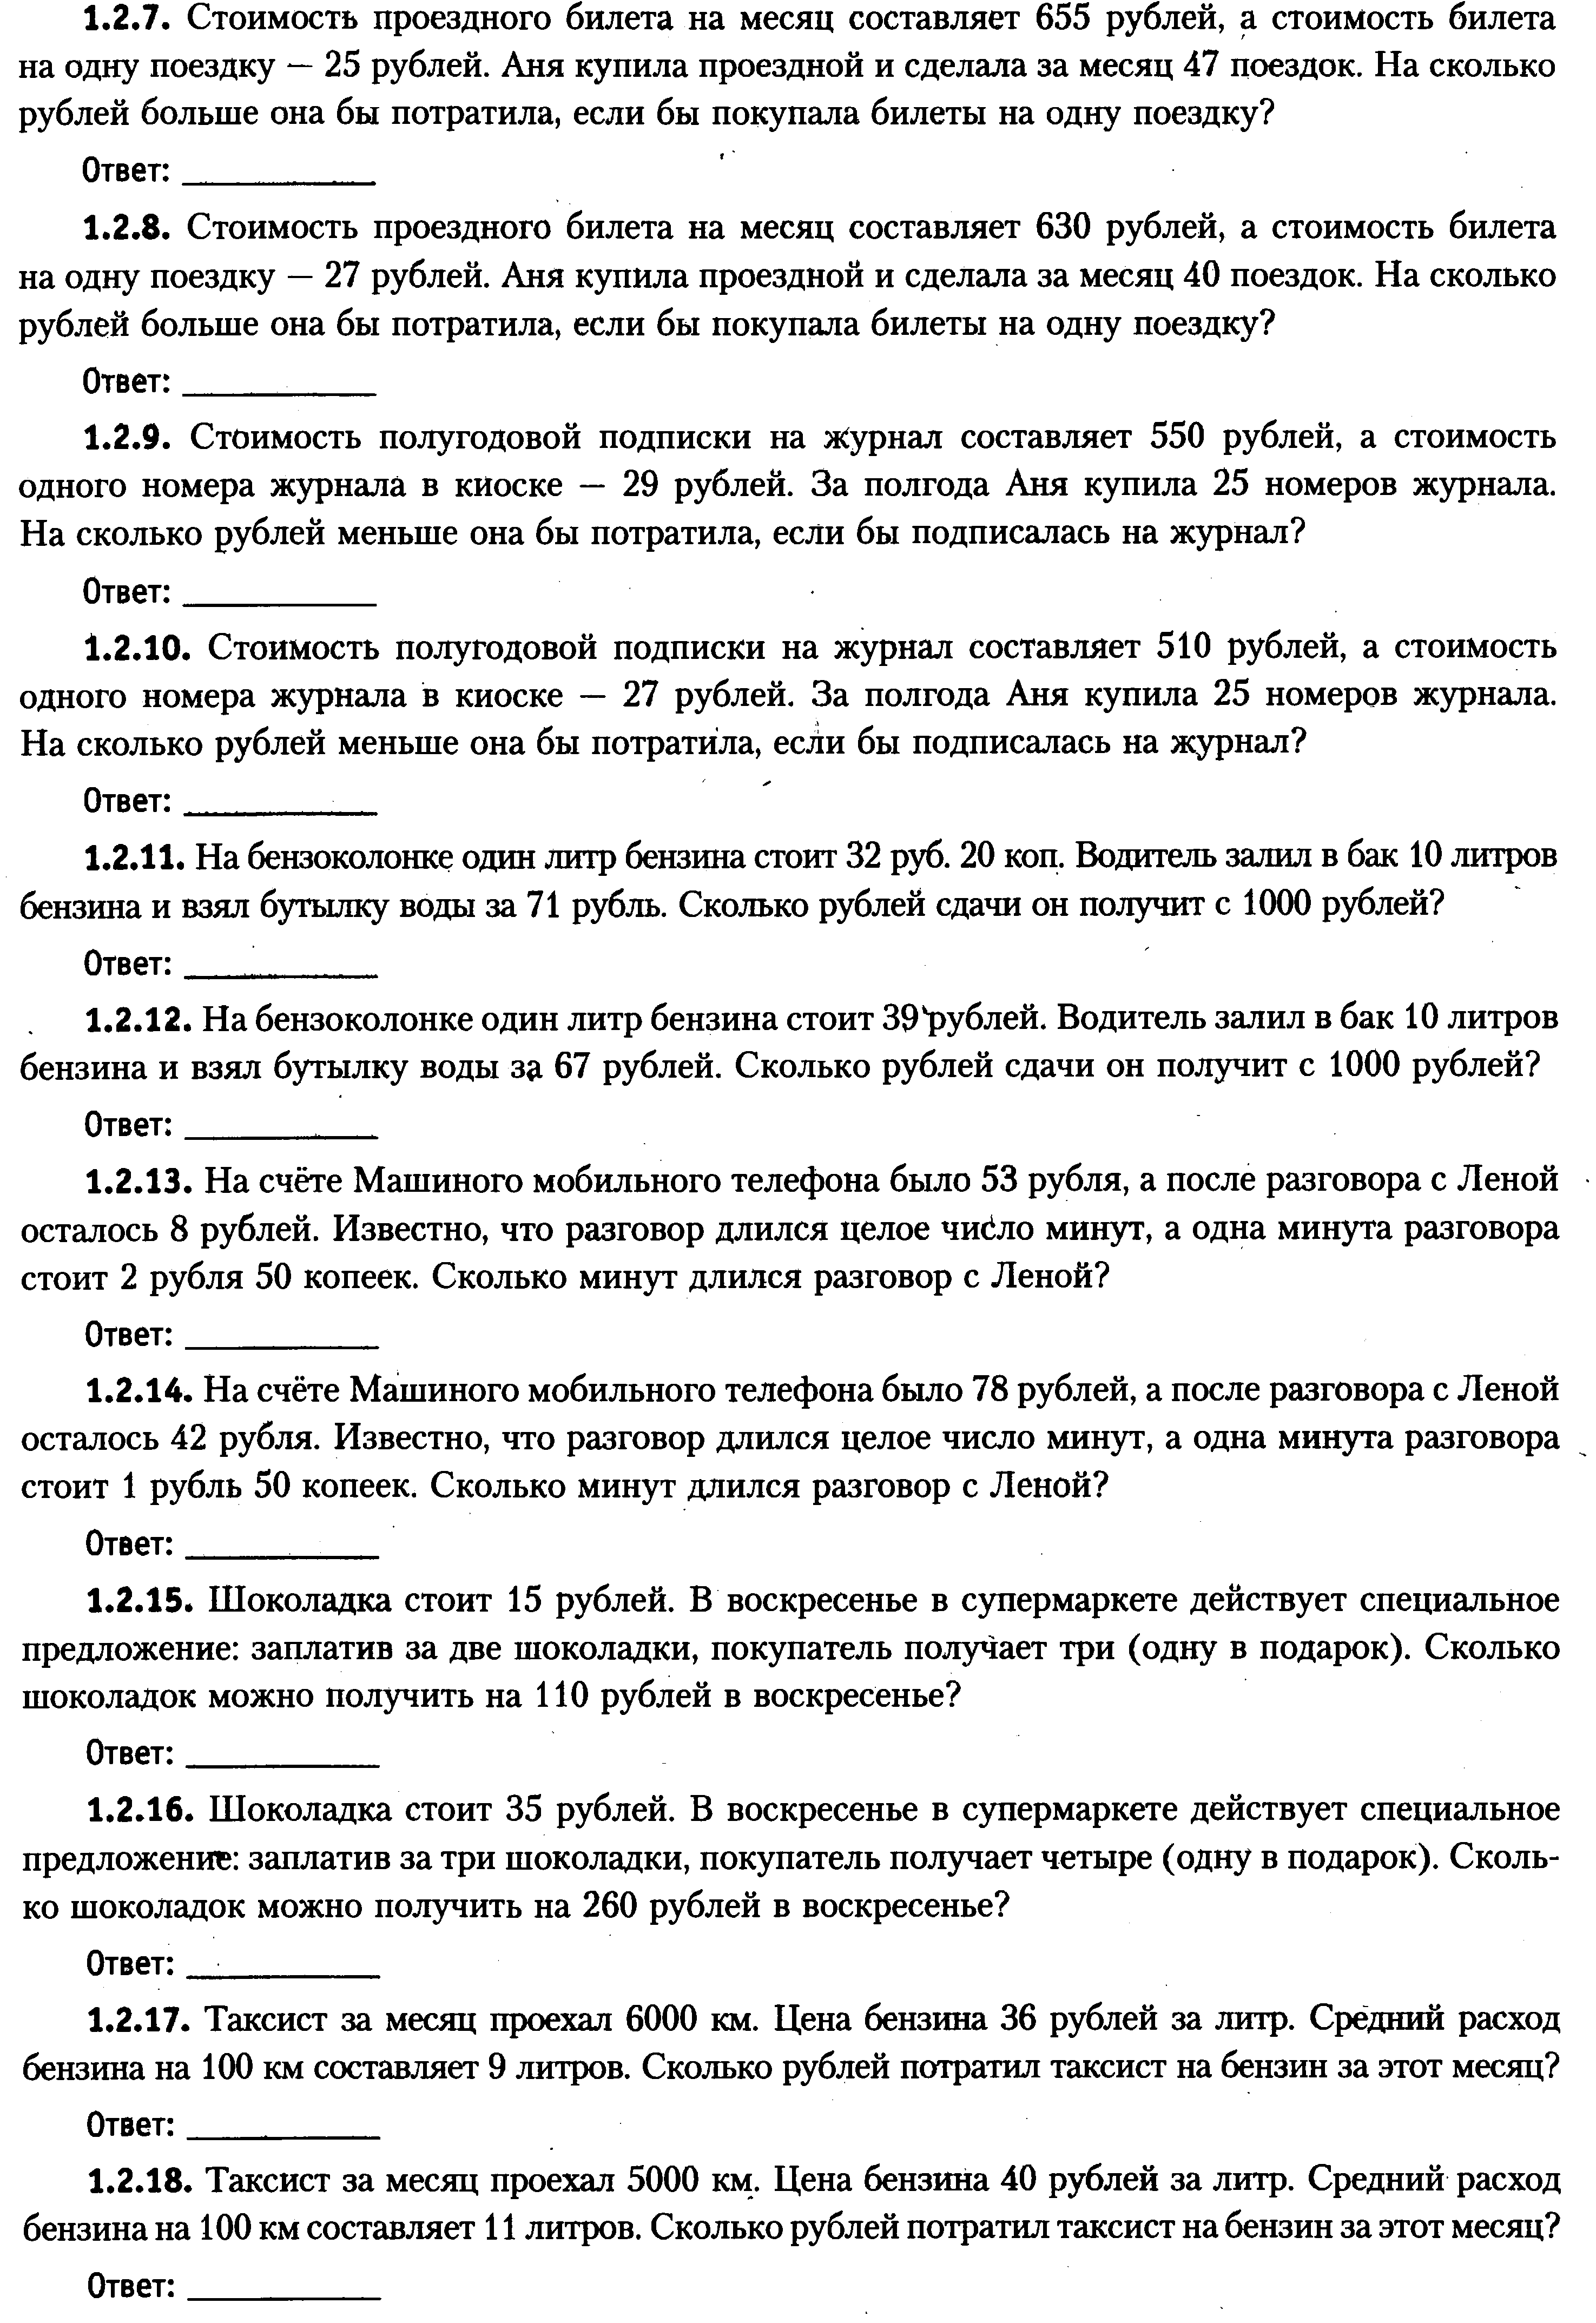 1.2.7. Стоимость проездного билета на месяц составляет 655 рублей, а стоимость билета
на одну поездку — 25 рублей. Аня купила проездной и сделала за месяц 47 поездок. На сколько
рублей больше она бы потратила, если бы покупала билеты на одну поездку?
Ответ: ____________
1.2.8. Стоимость проездного билета на месяц составляет 630 рублей, а стоимость билета
на одну поездку — 27 рублей. Аня купила проездной и сделала за месяц 40 поездок. На сколько
рублей больше она бы потратила, если бы покупала билеты на одну поездку?
Ответ: ____________
1.2.9. Стоимость полугодовой подписки на журнал составляет 550 рублей, а стоимость
одного номера журнала в киоске — 29 рублей. За полгода Аня купила 25 номеров журнала.
На сколько рублей меньше она бы потратила, если бы подписалась на журнал?
Ответ: ____________
1.2.10. Стоимость полугодовой подписки на журнал составляет 510 рублей, а стоимость
одного номера журнала в киоске — 27 рублей. За полгода Аня купила 25 номеров журнала.
На сколько рублей меньше она бы потратила, если бы подписалась на журнал?
Ответ: ____________
1.2.11. На бензоколонке один литр бензина стоит 32 руб. 20 коп. Водитель залил в бак 10 литров
бензина и взял бутылку воды за 71 рубль. Сколько рублей сдачи он получит с 1000 рублей?
Ответ: ____________
1.2.12. На бензоколонке один литр бензина стоит 39 рублей. Водитель залил в бак 10 литров
бензина и взял бутылку воды за 67 рублей. Сколько рублей сдачи он получит с 1000 рублей?
Ответ: ____________
1.2.13. На счёте Машиного мобильного телефона было 53 рубля, а после разговора с Леной
осталось 8 рублей. Известно, что разговор длился целое число минут, а одна минута разговора
стоит 2 рубля 50 копеек. Сколько минут длился разговор с Леной?
Ответ: ____________
1.2.14. На счёте Машиного мобильного телефона было 78 рублей, а после разговора с Леной
осталось 42 рубля. Известно, что разговор длился целое число минут, а одна минута разговора
стоит 1 рубль 50 копеек. Сколько минут длился разговор с Леной?
Ответ: ____________
1.2.15. Шоколадка стоит 15 рублей. В воскресенье в супермаркете действует специальное
предложение: заплатив за две шоколадки, покупатель получает три (одну в подарок). Сколько
шоколадок можно получить на 110 рублей в воскресенье?
Ответ: ____________
1.2.16. Шоколадка стоит 35 рублей. В воскресенье в супермаркете действует специальное
предложение: заплатив за три шоколадки, покупатель получает четыре (одну в подарок). Сколь-
ко шоколадок можно получить на 260 рублей в воскресенье?
Ответ: ____________
1.2.17. Таксист за месяц проехал 6000 км. Цена бензина 36 рублей за литр. Средний расход
бензина на 100 км составляет 9 литров. Сколько рублей потратил таксист на бензин за этот месяц?
Ответ: ____________
1.2.18. Таксист за месяц проехал 5000 км. Цена бензина 40 рублей за литр. Средний расход
бензина на 100 км составляет 11 литров. Сколько рублей потратил таксист на бензин за этот месяц?
Ответ: ____________